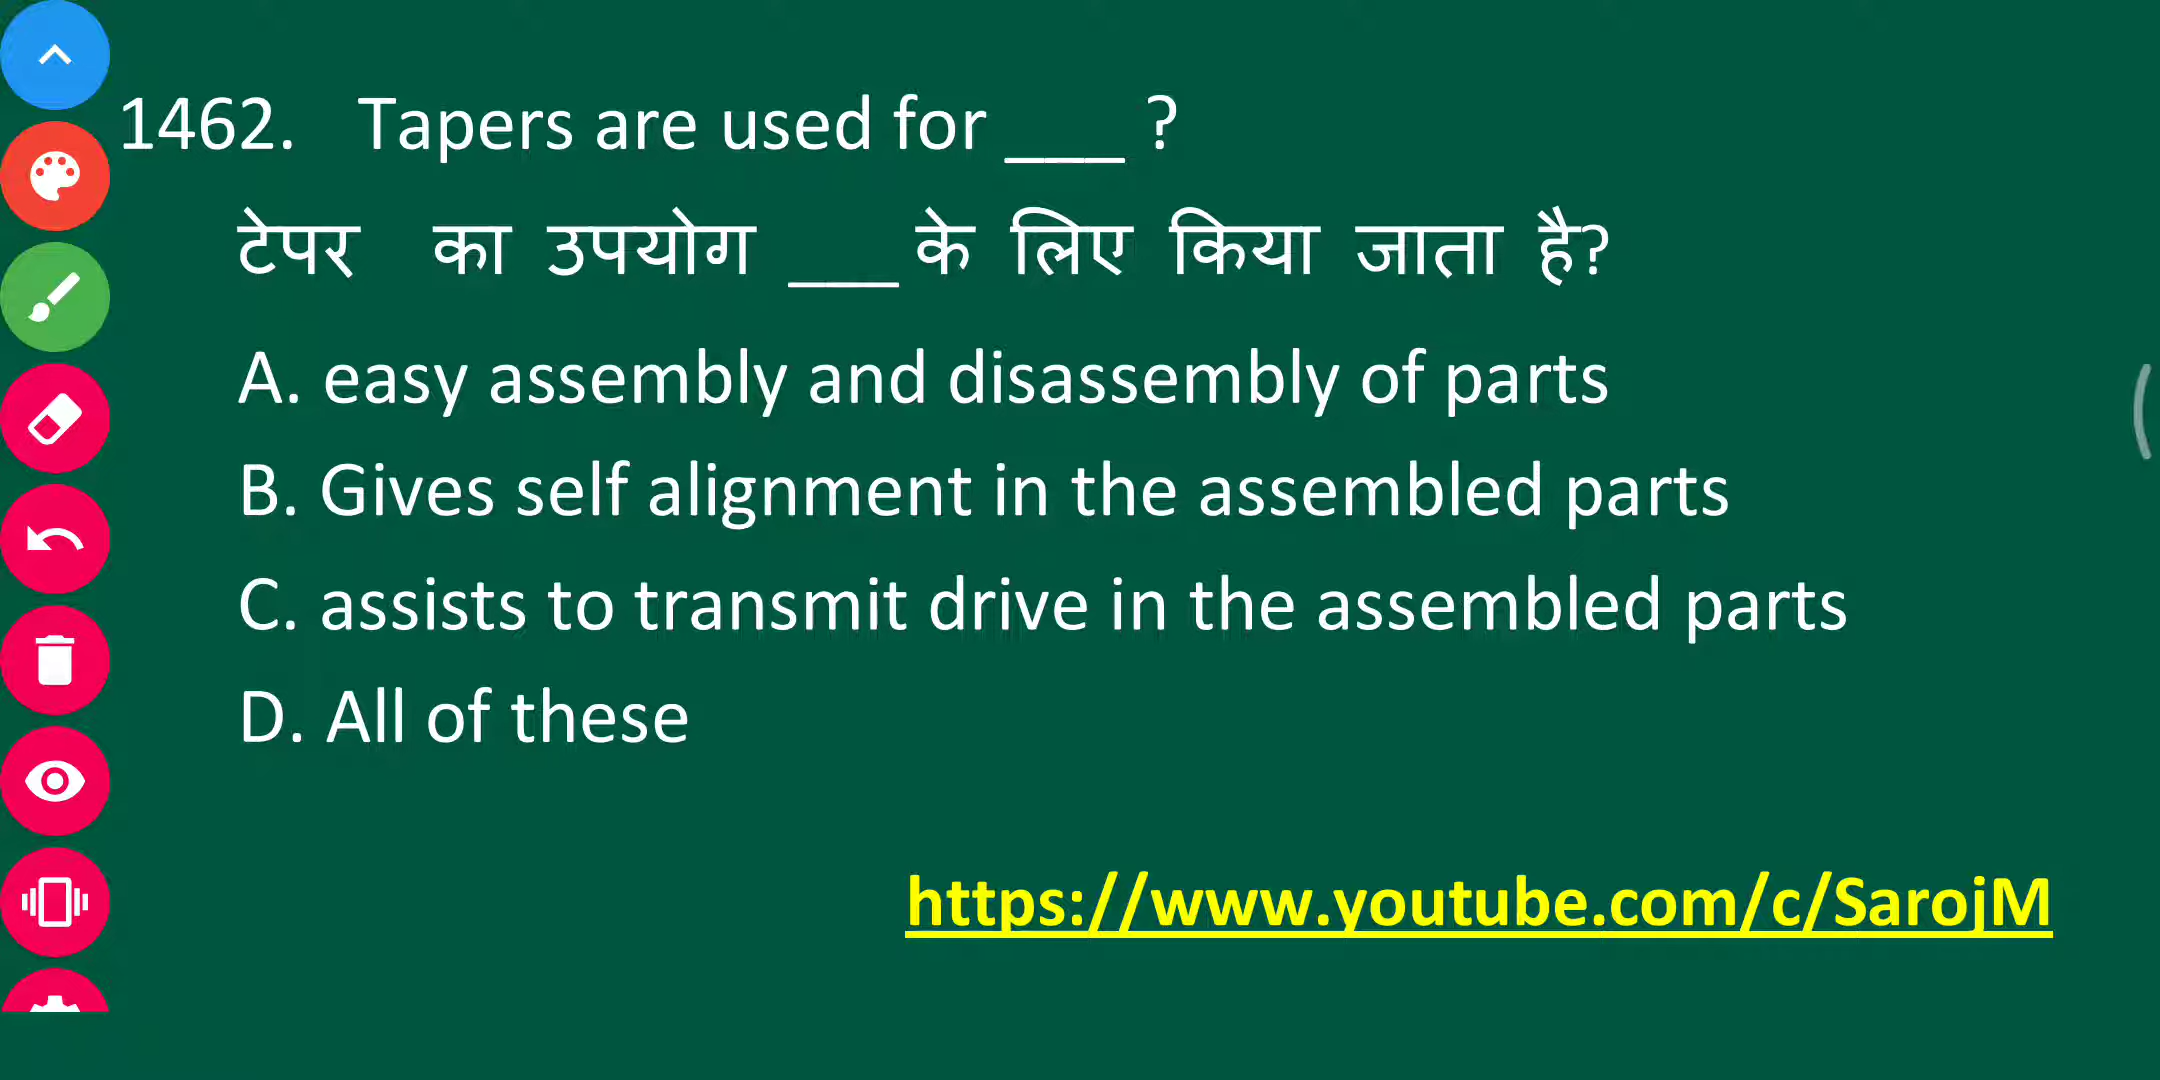 1462. Tapers are used for ___ ?
टेपर का उपयोग ___ के लिए किया जाता है?
A. easy assembly and disassembly of parts
B. Gives self alignment in the assembled parts
C. assists to transmit drive in the assembled parts
D. All of these
https://www.youtube.com/c/SarojM